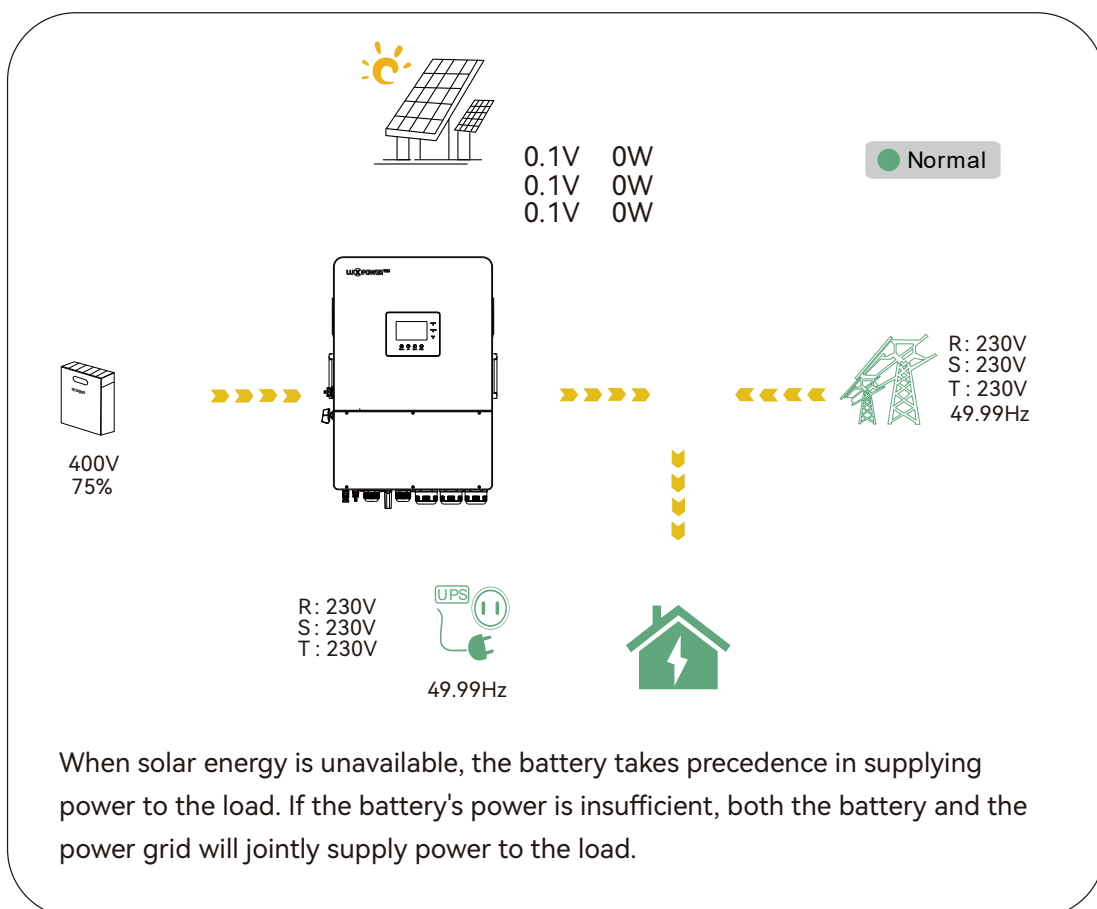 0.1V 0W
0.1V 0W
0.1V 0W
Normal
LUXPOWERTEK
R: 230V
S: 230V
T: 230V
49.99Hz
400V
75%
R: 230V
S: 230V
T: 230V
UPS
49.99Hz
When solar energy is unavailable, the battery takes precedence in supplying
power to the load. If the battery's power is insufficient, both the battery and the
power grid will jointly supply power to the load.